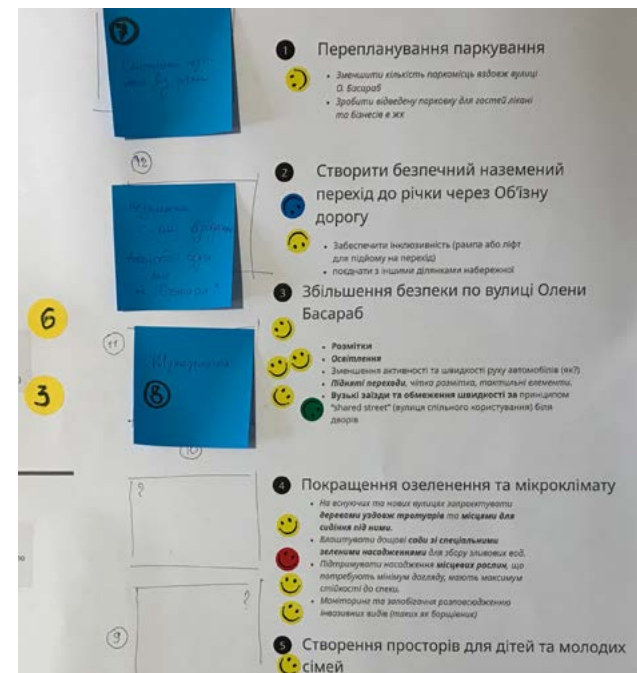 7
12
11
8
10
?
?
9
6
3
1 Перепланування паркування
• Зменшити кількість паркомісць вздовж вулиці
О. Басараб
• Зробити відведену парковку для гостей лікані
та бізнесів в жк
2 Створити безпечний наземений
перехід до річки через Об'їзну
дорогу
• Забеспечити інклюзивність (рампа або ліфт
для підйому на перехід)
• поєднати з іншими ділянками набережної
3 Збільшення безпеки по вулиці Олени
Басараб
• Розмітки
• Освітлення
• Зменшення активності та швидкості руху автомобілів (як?)
• Підняті переходи, чітка розмітка, тактильні елементи.
• Вузькі заїзди та обмеження швидкості за принципом
"shared street" (вулиця спільного користування) біля
дворів
4 Покращення озеленення та мікроклімату
• На існуючих та нових вулицях запроєктувати
деревами уздовж тротуарів та місцями для
сидіння під ними.
• Влаштувати дощові сади зі спеціальними
зеленими насадженнями для збору зливових вод.
• Підтримувати насадження місцевих рослин, що
потребують мінімум догляду, мають максимум
стійкості до спеки.
• Моніторинг та запобігання розповсюдженню
інвазивних видів (таких як борщівник)
5 Створення просторів для дітей та молодих
сімей